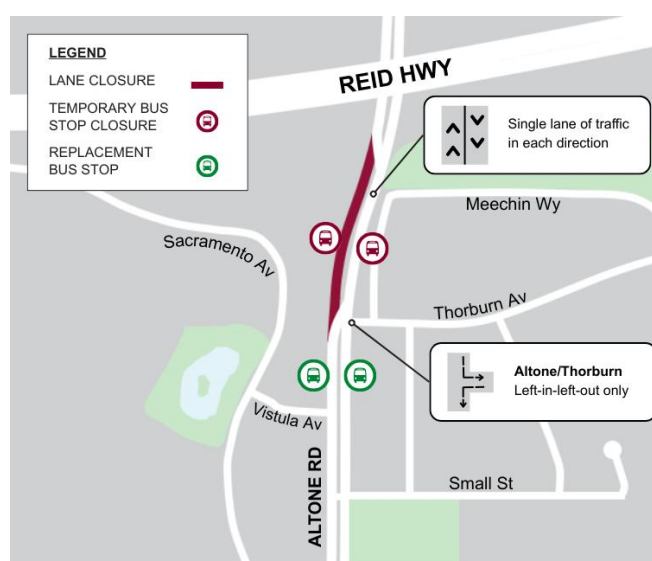 LEGEND
LANE CLOSURE
TEMPORARY BUS
STOP CLOSURE
REPLACEMENT
BUS STOP
REID HWY
Single lane of traffic
in each direction
Meechin Wy
Sacramento Av
Thorburn Av
Altone/Thorburn
Left-in-left-out only
Vistula Av
ALTONE RD
Small St